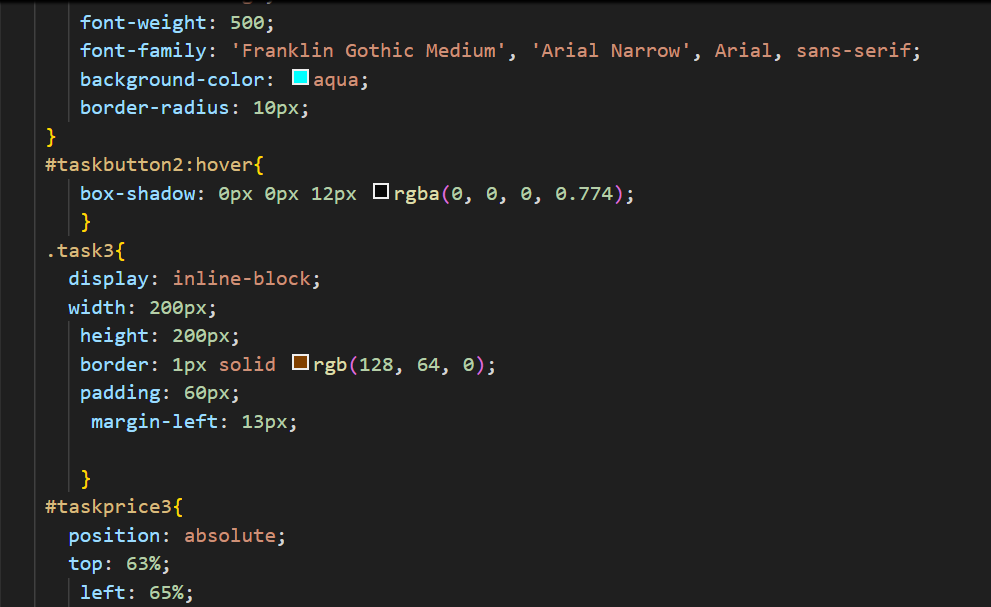 font-weight: 500;
font-family: 'Franklin Gothic Medium', 'Arial Narrow', Arial, sans-serif;
background-color: aqua;
border-radius: 10px;
}
#taskbutton2:hover{
box-shadow: 0px 0px 12px rgba(0, 0, 0, 0.774);
}
.task3{
display: inline-block;
width: 200px;
height: 200px;
border: 1px solid rgb(128, 64, 0);
padding: 60px;
margin-left: 13px;
}
#taskprice3{
position: absolute;
top: 63%;
left: 65%;